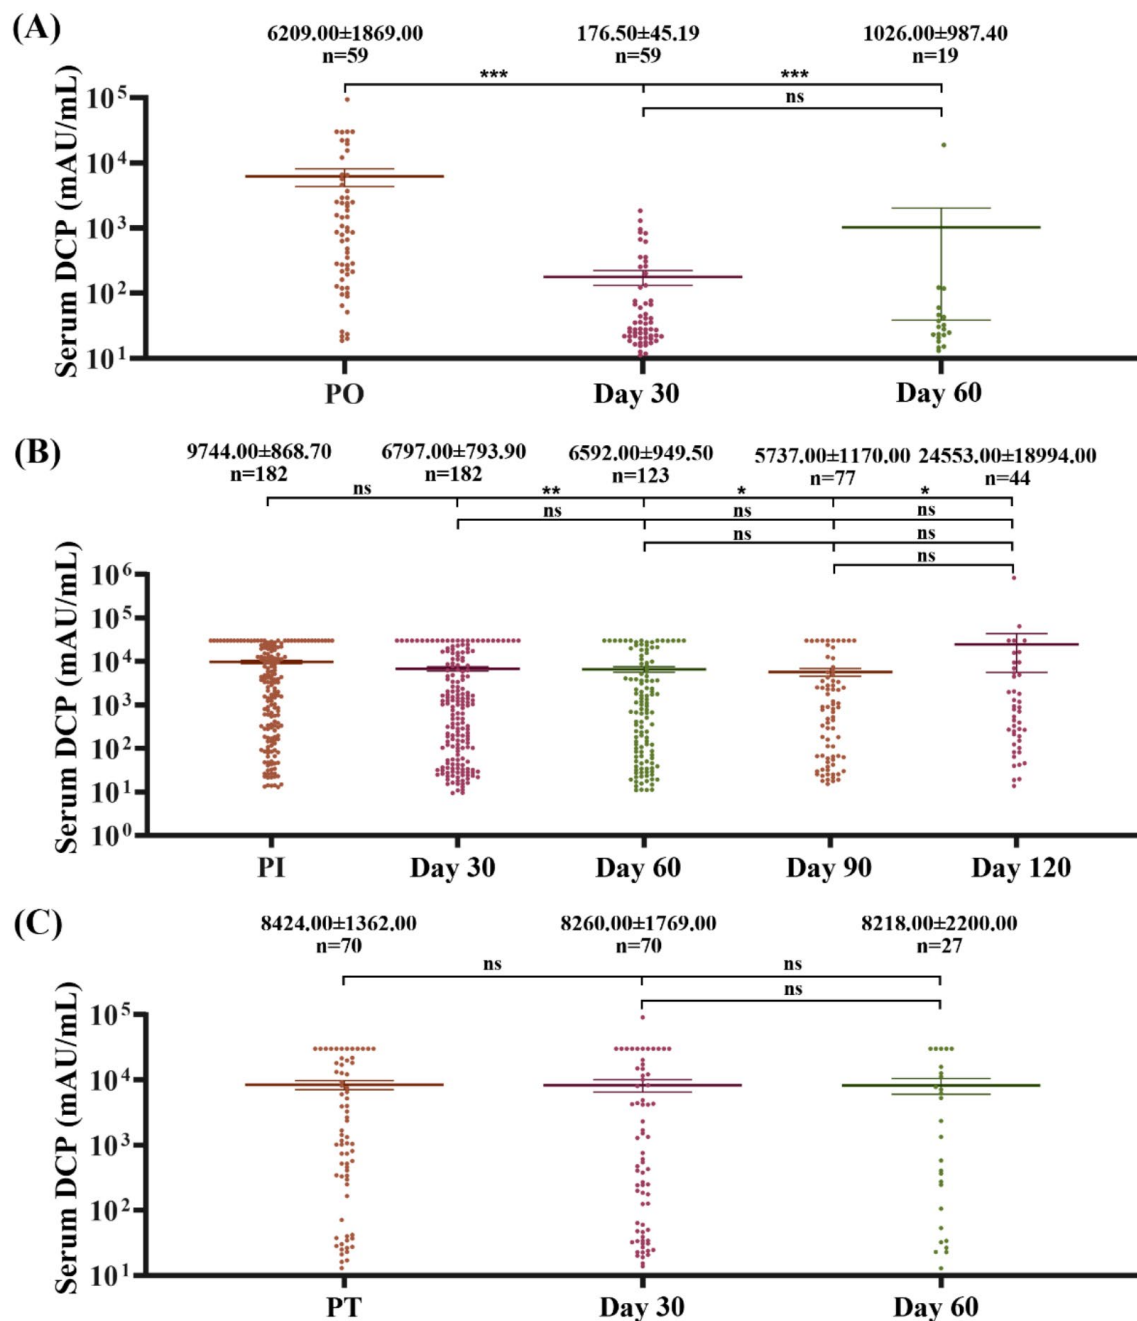 (A)
6209.00±1869.00 176.50±45.19 1026.00±987.40
n=59 n=59 n=19
*** ***
ns
Serum DCP (mAU/mL)
10⁵
10⁴
10³
10²
10¹
PO Day 30 Day 60
(B)
9744.00±868.70 6797.00±793.90 6592.00±949.50 5737.00±1170.00 24553.00±18994.00
n=182 n=182 n=123 n=77 n=44
ns ** * *
ns ns ns
ns ns
ns
Serum DCP (mAU/mL)
10⁶
10⁵
10⁴
10³
10²
10¹
10⁰
PI Day 30 Day 60 Day 90 Day 120
(C)
8424.00±1362.00 8260.00±1769.00 8218.00±2200.00
n=70 n=70 n=27
ns ns
ns
Serum DCP (mAU/mL)
10⁵
10⁴
10³
10²
10¹
PT Day 30 Day 60